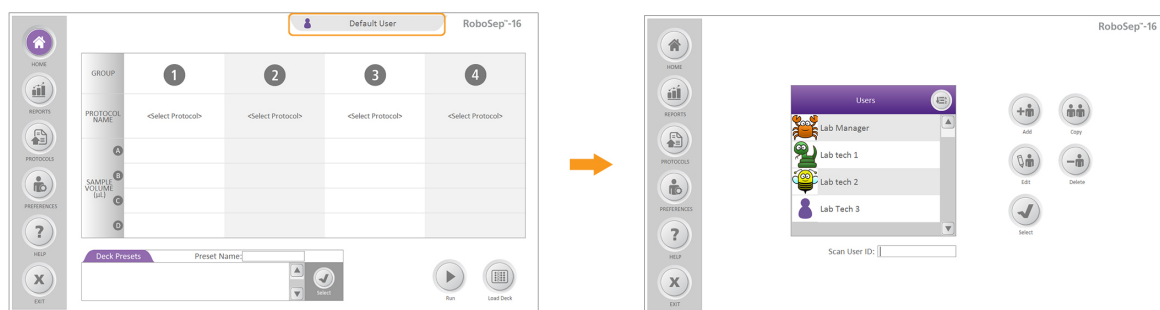 Default User
RoboSep™-16
HOME
REPORTS
PROTOCOLS
PREFERENCES
HELP
EXIT
GROUP 1 2 3 4
PROTOCOL NAME <Select Protocol> <Select Protocol> <Select Protocol> <Select Protocol>
SAMPLE VOLUME (µL)
A
B
C
D
Deck Presets Preset Name:
Select
Run Load Deck
RoboSep™-16
HOME
REPORTS
PROTOCOLS
PREFERENCES
HELP
EXIT
Users
Lab Manager
Lab tech 1
Lab tech 2
Lab Tech 3
Scan User ID:
Add Copy
Edit Delete
Select